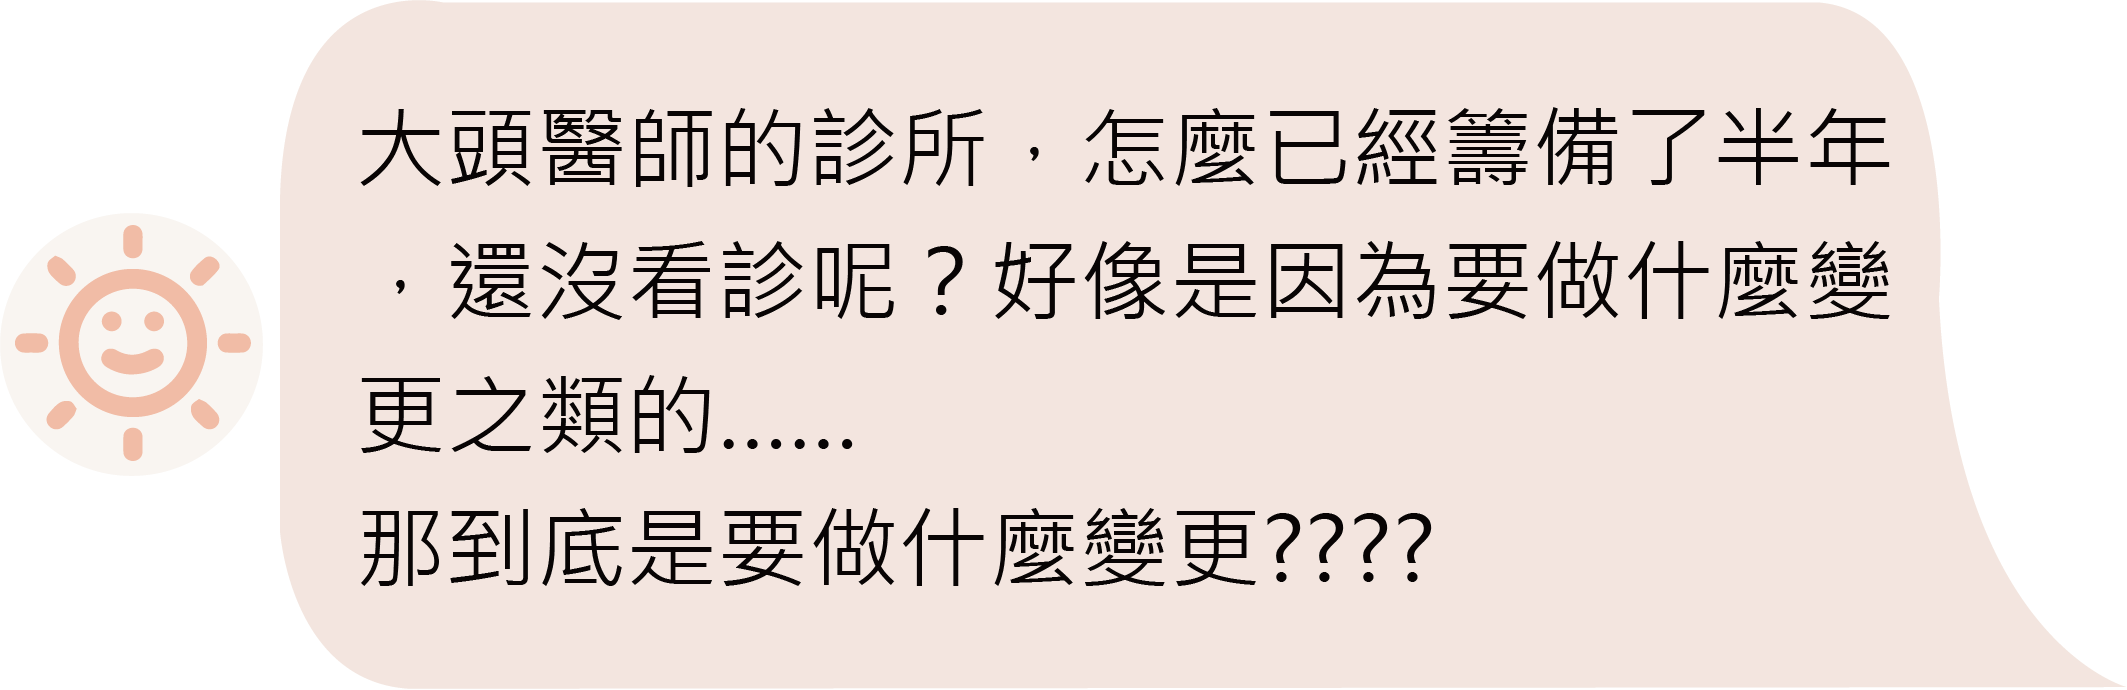 大頭醫師的診所，怎麼已經籌備了半年
，還沒看診呢？好像是因為要做什麼變
更之類的......
那到底是要做什麼變更????